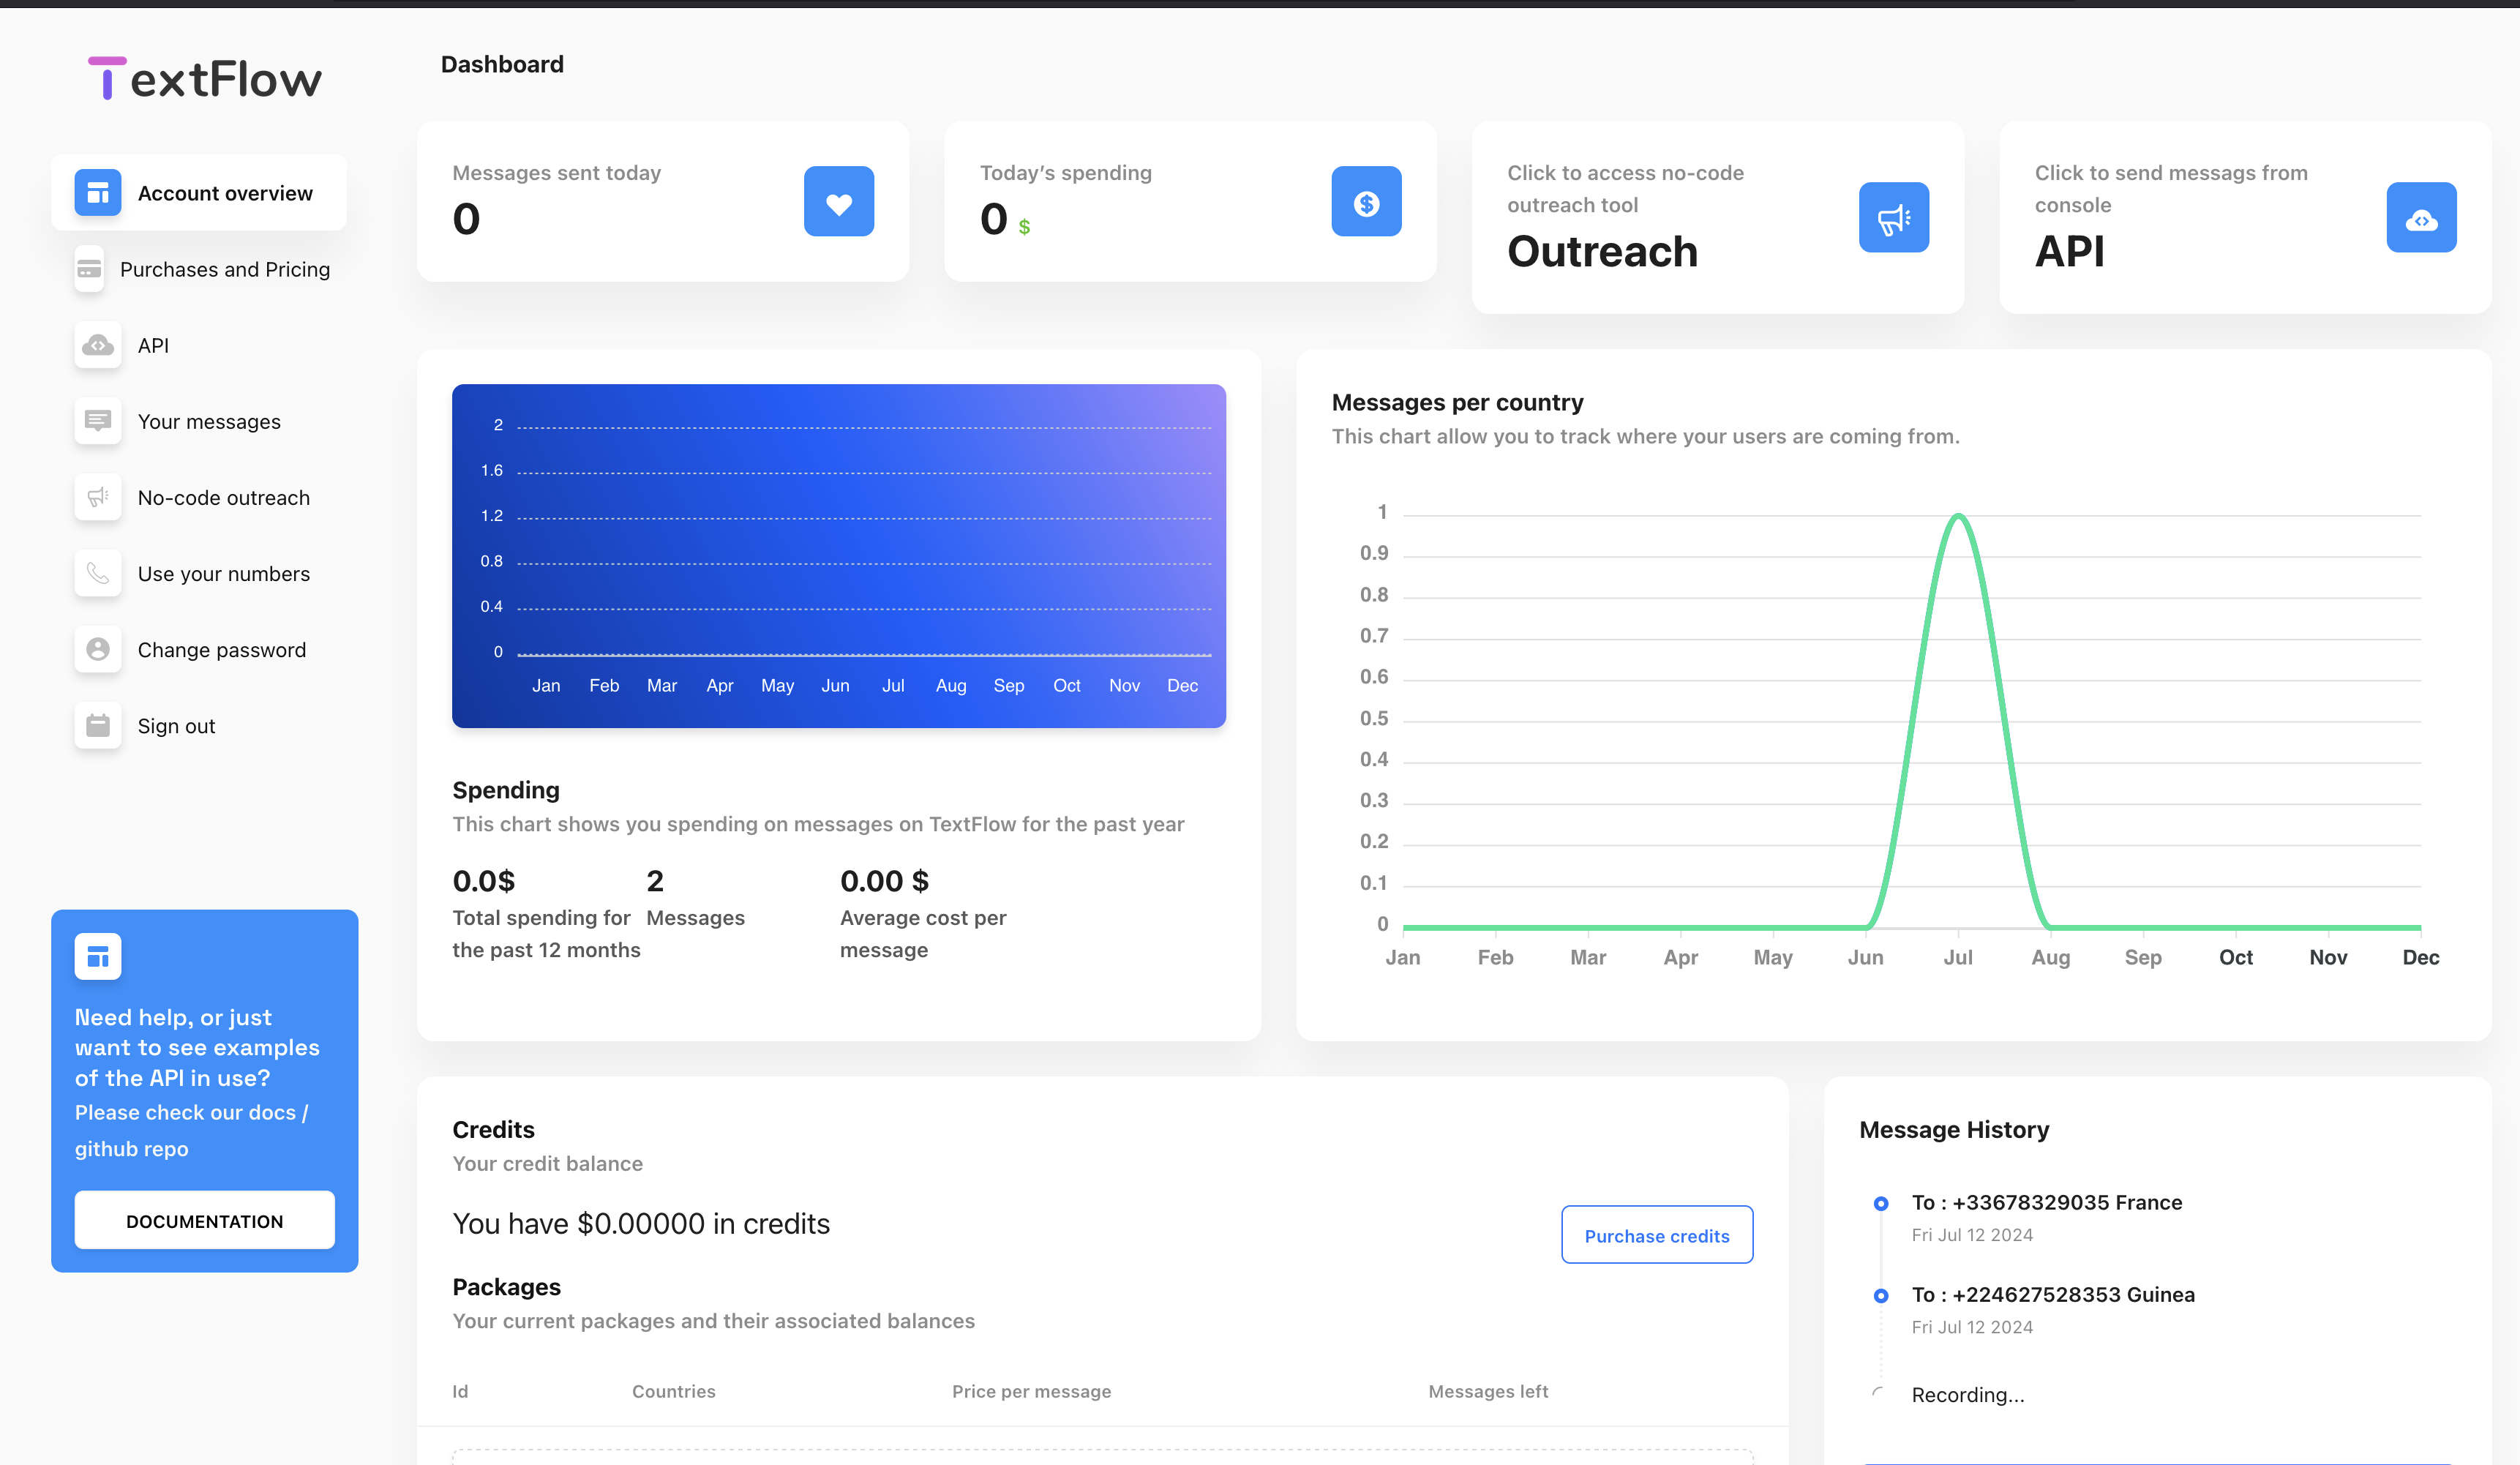 TextFlow
Account overview
Purchases and Pricing
API
Your messages
No-code outreach
Use your numbers
Change password
Sign out
Need help, or just
want to see examples
of the API in use?
Please check our docs /
github repo
DOCUMENTATION
Dashboard
Messages sent today
0
Today’s spending
0 $
Click to access no-code
outreach tool
Outreach
Click to send messags from
console
API
2
1.6
1.2
0.8
0.4
0
Jan Feb Mar Apr May Jun Jul Aug Sep Oct Nov Dec
Spending
This chart shows you spending on messages on TextFlow for the past year
0.0$
Total spending for
the past 12 months
2
Messages
0.00 $
Average cost per
message
Messages per country
This chart allow you to track where your users are coming from.
1
0.9
0.8
0.7
0.6
0.5
0.4
0.3
0.2
0.1
0
Jan Feb Mar Apr May Jun Jul Aug Sep Oct Nov Dec
Credits
Your credit balance
You have $0.00000 in credits
Purchase credits
Packages
Your current packages and their associated balances
Id Countries Price per message Messages left
Message History
To : +33678329035 France
Fri Jul 12 2024
To : +224627528353 Guinea
Fri Jul 12 2024
Recording...